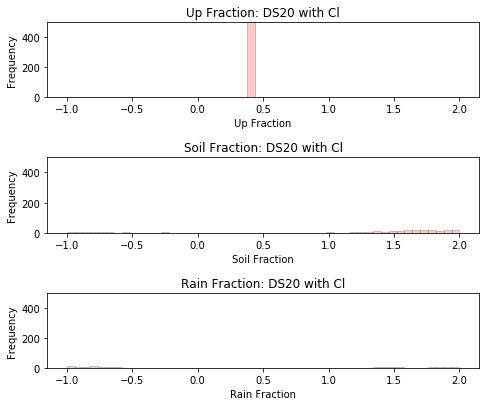 Up Fraction: DS20 with Cl
400
200
0
Frequency
−1.0 −0.5 0.0 0.5 1.0 1.5 2.0
Up Fraction
Soil Fraction: DS20 with Cl
400
200
0
Frequency
−1.0 −0.5 0.0 0.5 1.0 1.5 2.0
Soil Fraction
Rain Fraction: DS20 with Cl
400
200
0
Frequency
−1.0 −0.5 0.0 0.5 1.0 1.5 2.0
Rain Fraction